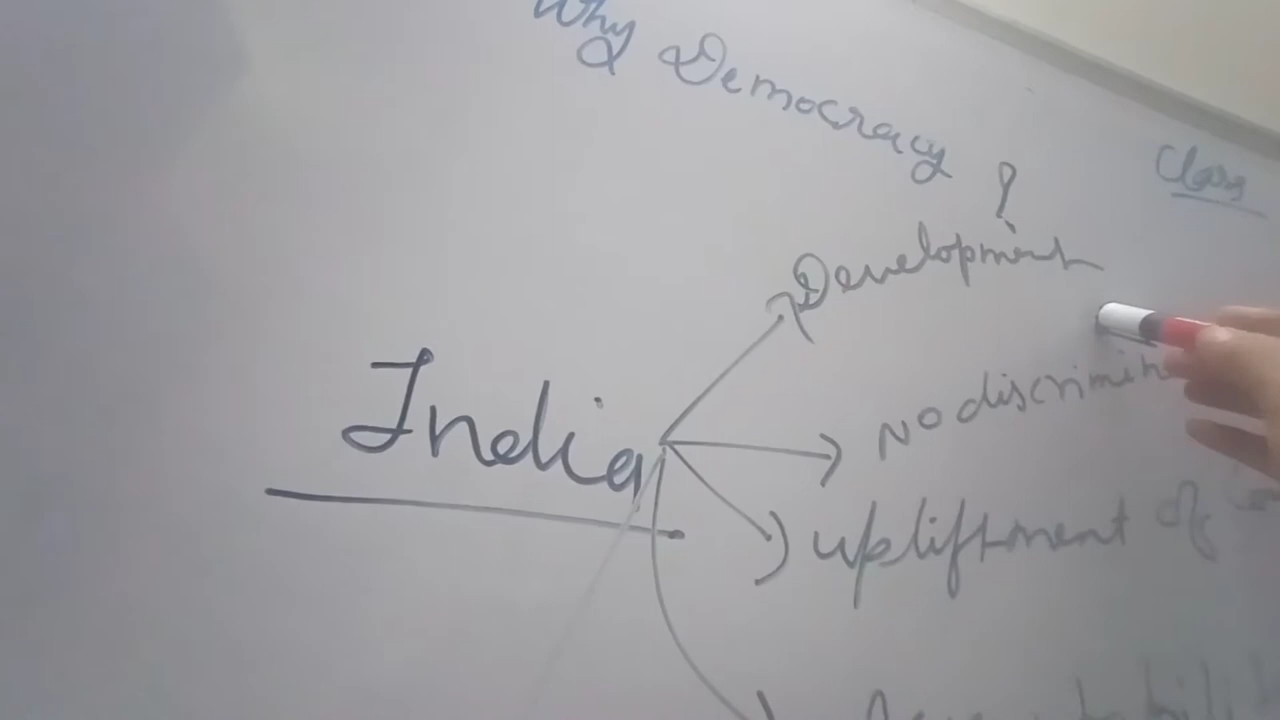 Why Democracy ?
Class
Development
India
No discrimin
upliftment of